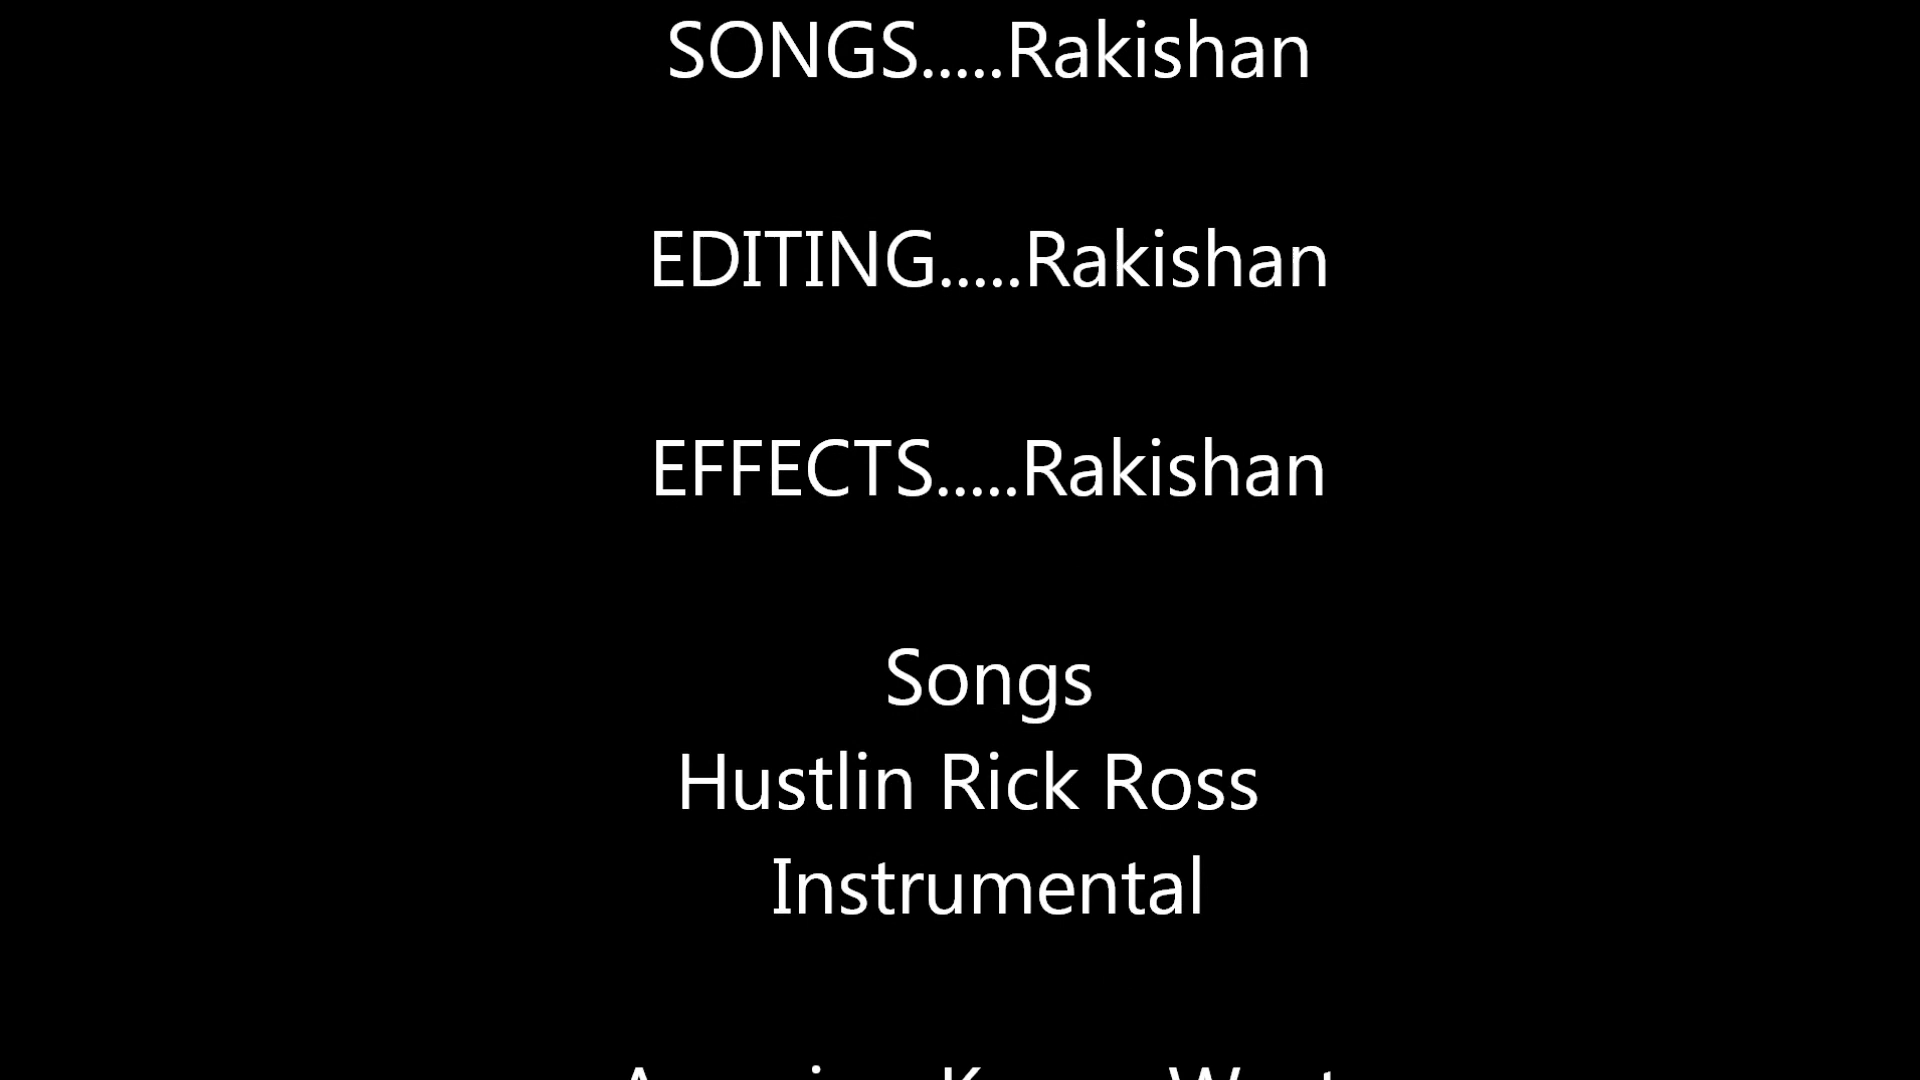 SONGS.....Rakishan
EDITING.....Rakishan
EFFECTS.....Rakishan
Songs
Hustlin Rick Ross
Instrumental